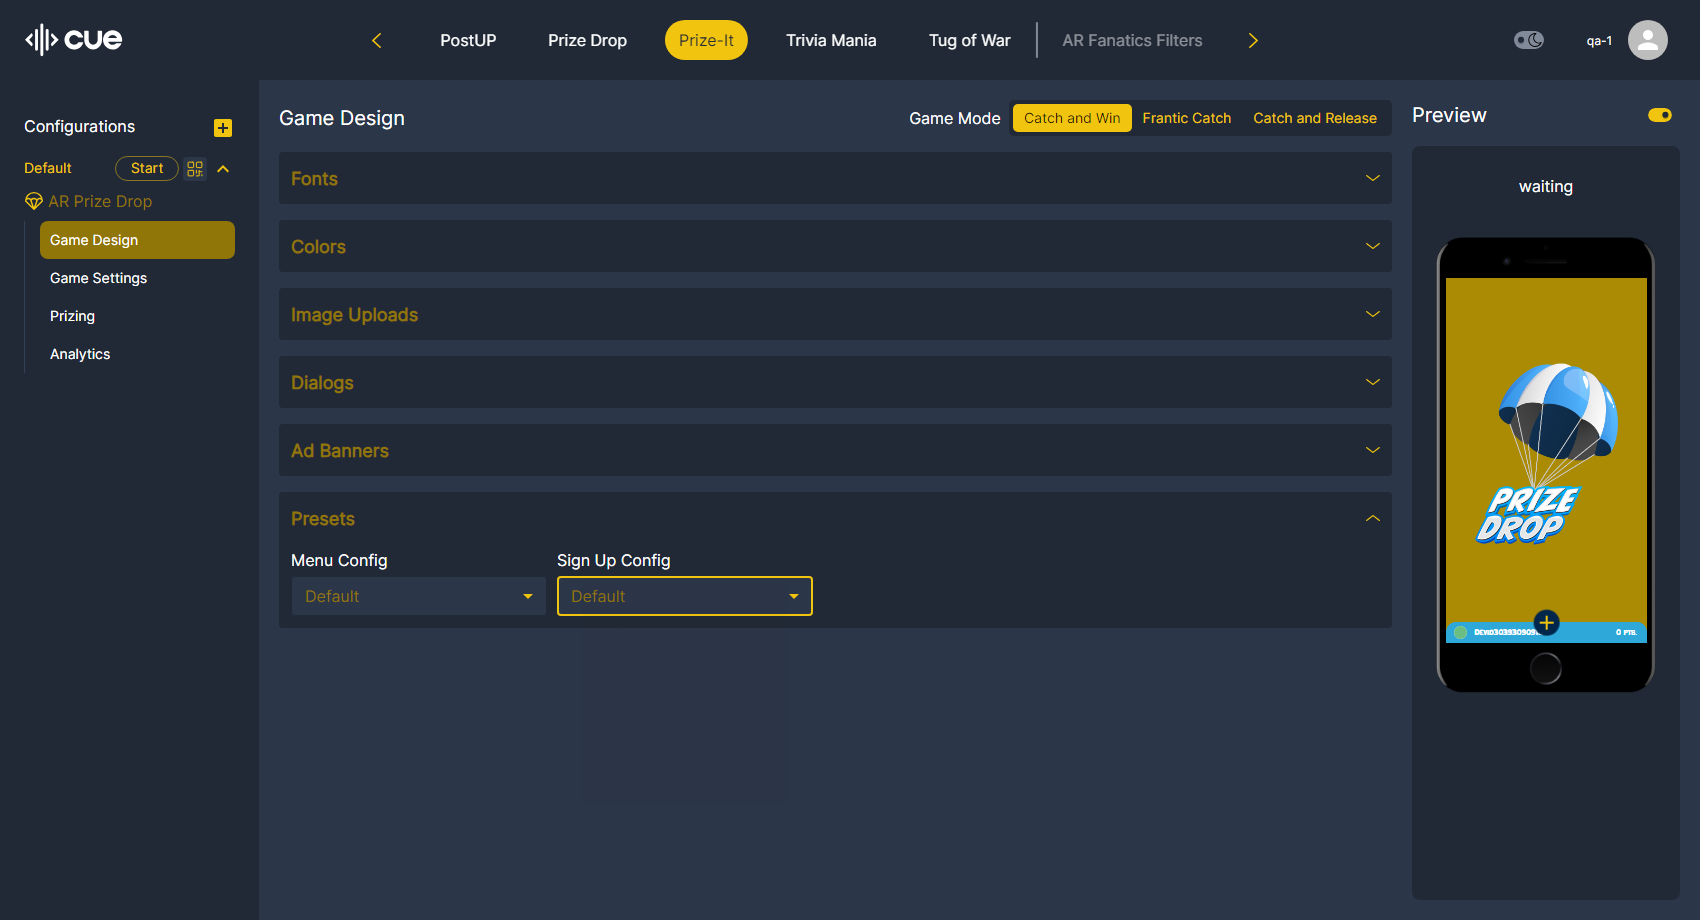 cue
PostUP
Prize Drop
Prize-It
Trivia Mania
Tug of War
AR Fanatics Filters
qa-1
Configurations
Default
Start
AR Prize Drop
Game Design
Game Settings
Prizing
Analytics
Game Design
Game Mode
Catch and Win
Frantic Catch
Catch and Release
Fonts
Colors
Image Uploads
Dialogs
Ad Banners
Presets
Menu Config
Sign Up Config
Default
Default
Preview
waiting
PRIZE
DROP
0 PTS.